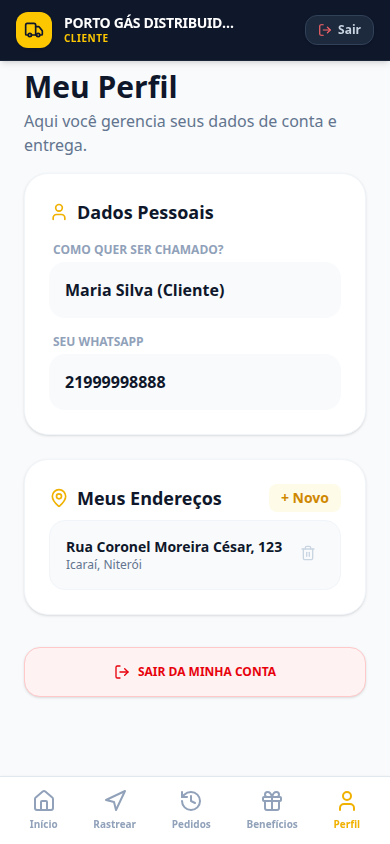 PORTO GÁS DISTRIBUID...
CLIENTE
Sair
Meu Perfil
Aqui você gerencia seus dados de conta e
entrega.
Dados Pessoais
COMO QUER SER CHAMADO?
Maria Silva (Cliente)
SEU WHATSAPP
21999998888
Meus Endereços
+ Novo
Rua Coronel Moreira César, 123
Icaraí, Niterói
SAIR DA MINHA CONTA
Início
Rastrear
Pedidos
Benefícios
Perfil